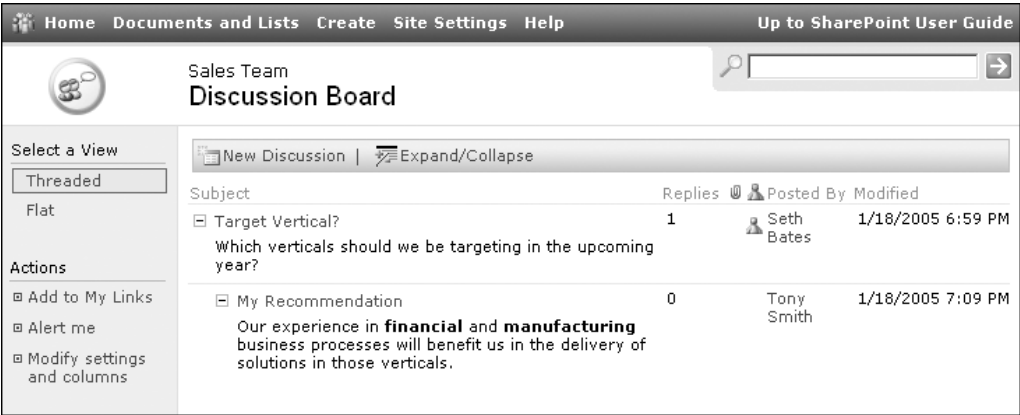 Home Documents and Lists Create Site Settings Help Up to SharePoint User Guide
Sales Team
Discussion Board
Select a View
Threaded
Flat
Actions
Add to My Links
Alert me
Modify settings
and columns
New Discussion | Expand/Collapse
Subject Replies Posted By Modified
Target Vertical? 1 Seth Bates 1/18/2005 6:59 PM
Which verticals should we be targeting in the upcoming
year?
My Recommendation 0 Tony Smith 1/18/2005 7:09 PM
Our experience in financial and manufacturing
business processes will benefit us in the delivery of
solutions in those verticals.